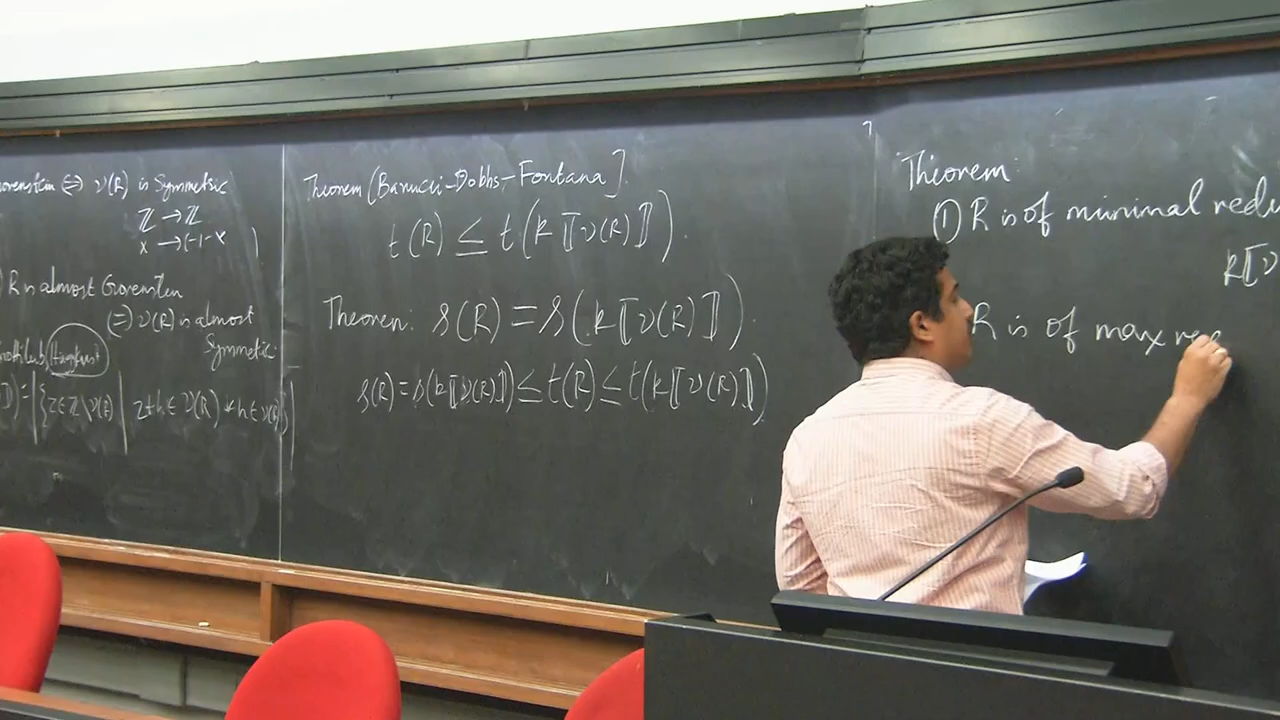 orenstein ⟺ ν(R) is Symmetric
ℤ → ℤ
x → (-1-x )
R is almost Gorenstein
⟺ ν(R) is almost
Symmetric
= |{z∈ℤ\ν(R) | z+h ∈ ν(R) ∀ h∈ν(R)}|
Theorem (Barucci-Dobbs-Fontana].
t(R) ≤ t(k⟦ν(R)⟧).
Theorem: s(R) = s(k⟦ν(R)⟧).
s(R) = s(k⟦ν(R)⟧) ≤ t(R) ≤ t(k⟦ν(R)⟧)
Theorem:
① R is of minimal redu
k⟦ν
R is of max re